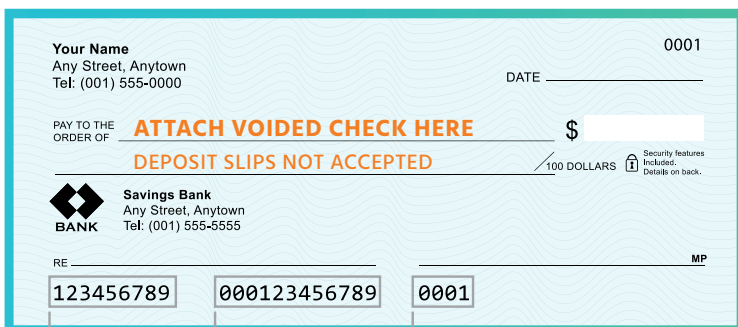 Your Name
0001
Any Street, Anytown
Tel: (001) 555-0000
DATE
PAY TO THE
ORDER OF
ATTACH VOIDED CHECK HERE
$
DEPOSIT SLIPS NOT ACCEPTED
/100 DOLLARS
Security features
Included.
Details on back.
Savings Bank
Any Street, Anytown
Tel: (001) 555-5555
BANK
RE
MP
123456789 000123456789 0001